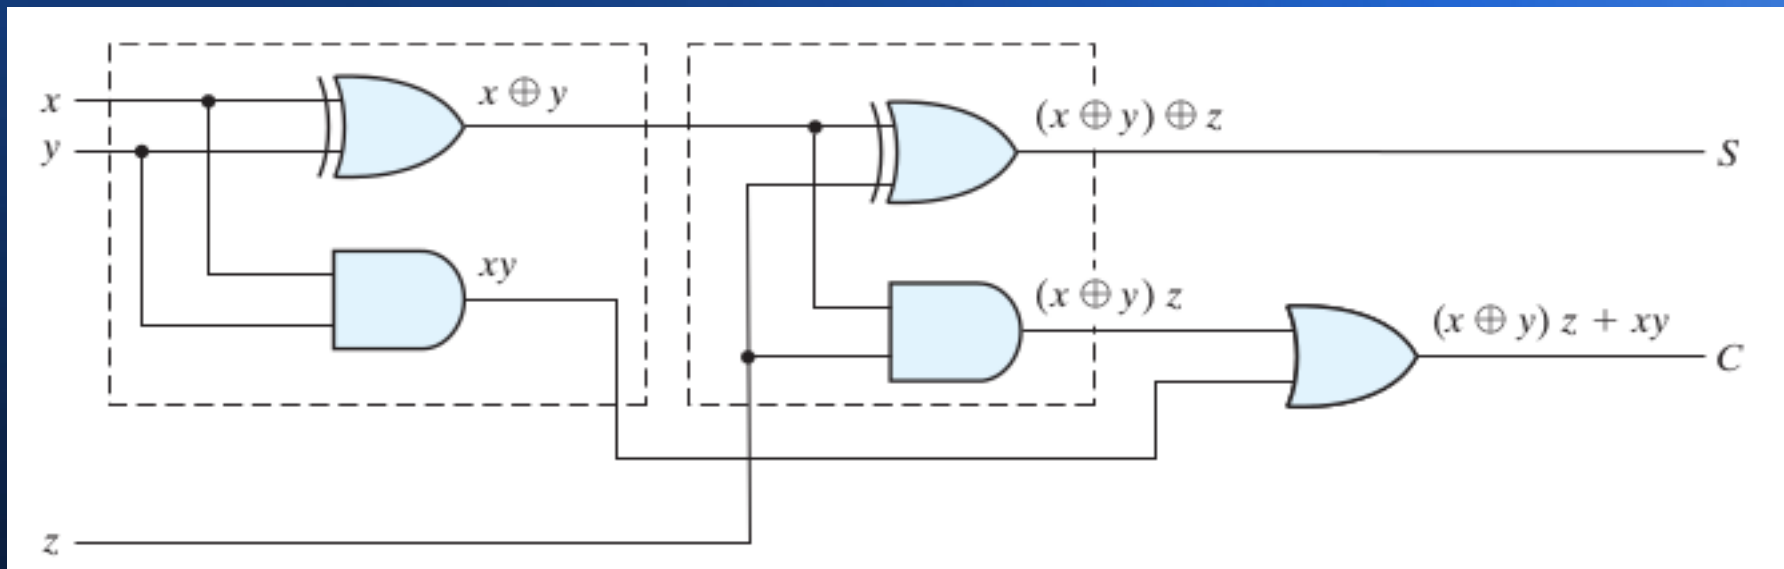 x
y
x ⊕ y
(x ⊕ y) ⊕ z
S
xy
(x ⊕ y) z
(x ⊕ y) z + xy
C
z